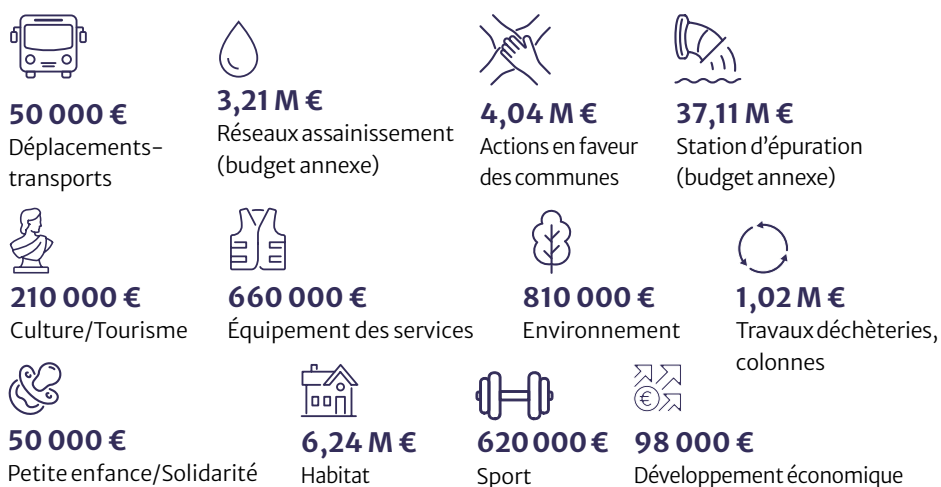 50 000 €
Déplacements-
transports
3,21 M €
Réseaux assainissement
(budget annexe)
4,04 M €
Actions en faveur
des communes
37,11 M €
Station d'épuration
(budget annexe)
210 000 €
Culture/Tourisme
660 000 €
Équipement des services
810 000 €
Environnement
1,02 M €
Travaux déchèteries,
colonnes
50 000 €
Petite enfance/Solidarité
6,24 M €
Habitat
620 000 €
Sport
€
98 000 €
Développement économique